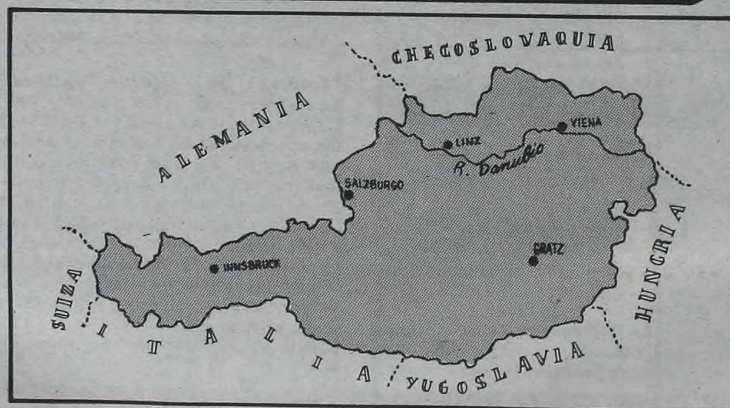 CHECOSLOVAQUIA
ALEMANIA
VIENA
LINZ
R. Danubio
SALZBURGO
GRATZ
INNSBRUCK
HUNGRIA
SUIZA
ITALIA
YUGOSLAVIA